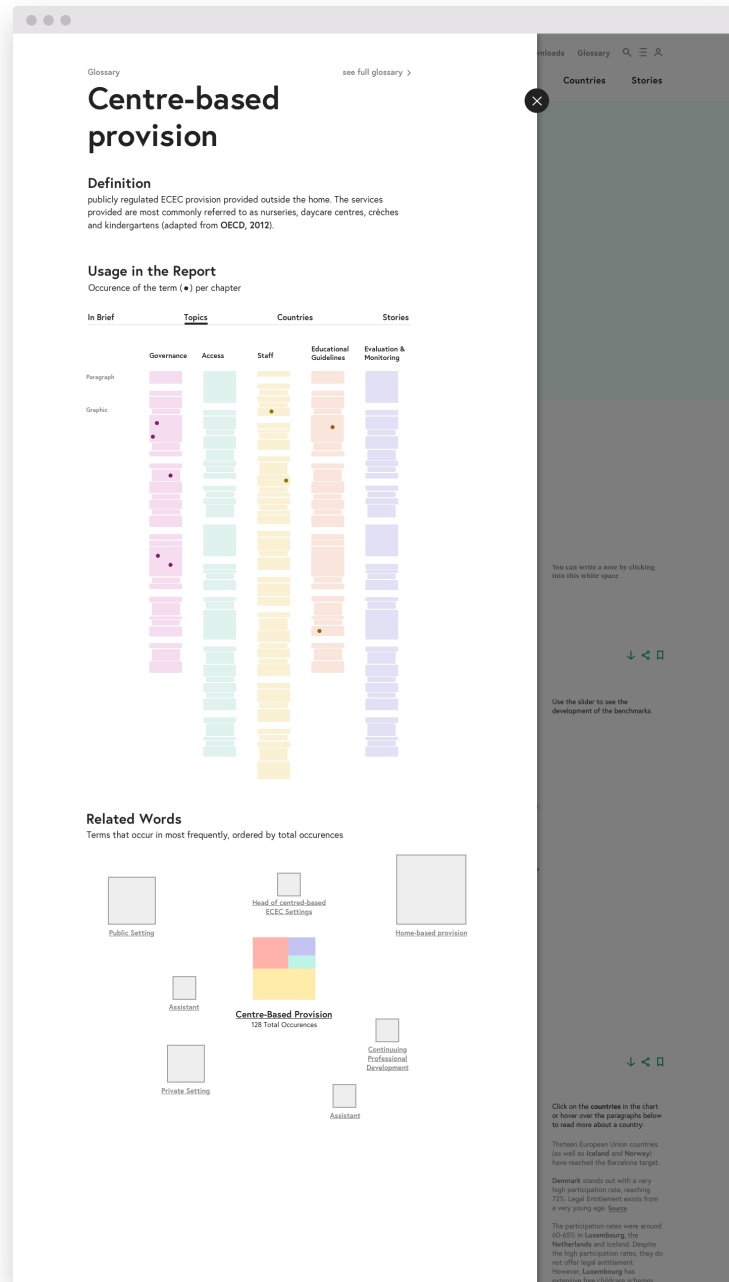 Glossary
see full glossary >
Centre-based
provision
Definition
publicly regulated ECEC provision provided outside the home. The services
provided are most commonly referred to as nurseries, daycare centres, crèches
and kindergartens (adapted from OECD, 2012).
Usage in the Report
Occurence of the term (●) per chapter
In Brief
Topics
Countries
Stories
Governance
Access
Staff
Educational
Guidelines
Evaluation &
Monitoring
Paragraph
Graphic
Related Words
Terms that occur in most frequently, ordered by total occurences
Public Setting
Head of centred-based
ECEC Settings
Home-based provision
Assistant
Centre-Based Provision
128 Total Occurences
Continuuing
Professional
Development
Private Setting
Assistant
Glossary
Countries
Stories
You can write a note by clicking
into this white space
Use the slider to see the
development of the benchmarks
Click on the countries in the chart
or hover over the paragraphs below
to read more about a country:
Thirteen European Union countries
(as well as Iceland and Norway)
have reached the Barcelona target.
Denmark stands out with a very
high participation rate, reaching
72%. Legal Entitlement exists from
a very young age. Source
The participation rates were around
60-65% in Luxembourg, the
Netherlands and Iceland. Despite
the high participation rates, they do
not offer legal entitlement.
However, Luxembourg has
extensive free childcare schemes